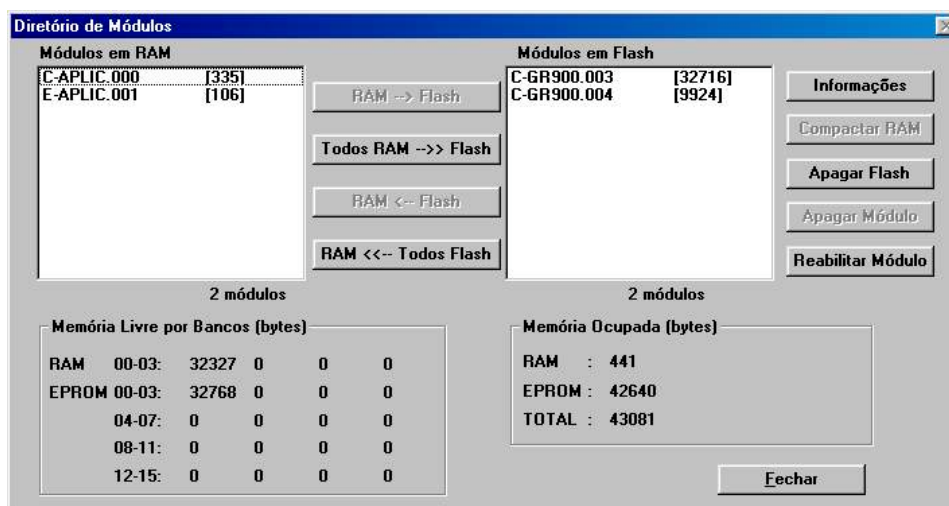 Diretório de Módulos
Módulos em RAM
C-APLIC.000 [335]
E-APLIC.001 [106]
2 módulos
RAM --> Flash
Todos RAM -->> Flash
RAM <-- Flash
RAM <<-- Todos Flash
Módulos em Flash
C-GR900.003 [32716]
C-GR900.004 [9924]
2 módulos
Informações
Compactar RAM
Apagar Flash
Apagar Módulo
Reabilitar Módulo
Memória Livre por Bancos (bytes)
RAM 00-03: 32327 0 0 0
EPROM 00-03: 32768 0 0 0
04-07: 0 0 0 0
08-11: 0 0 0 0
12-15: 0 0 0 0
Memória Ocupada (bytes)
RAM : 441
EPROM : 42640
TOTAL : 43081
Fechar